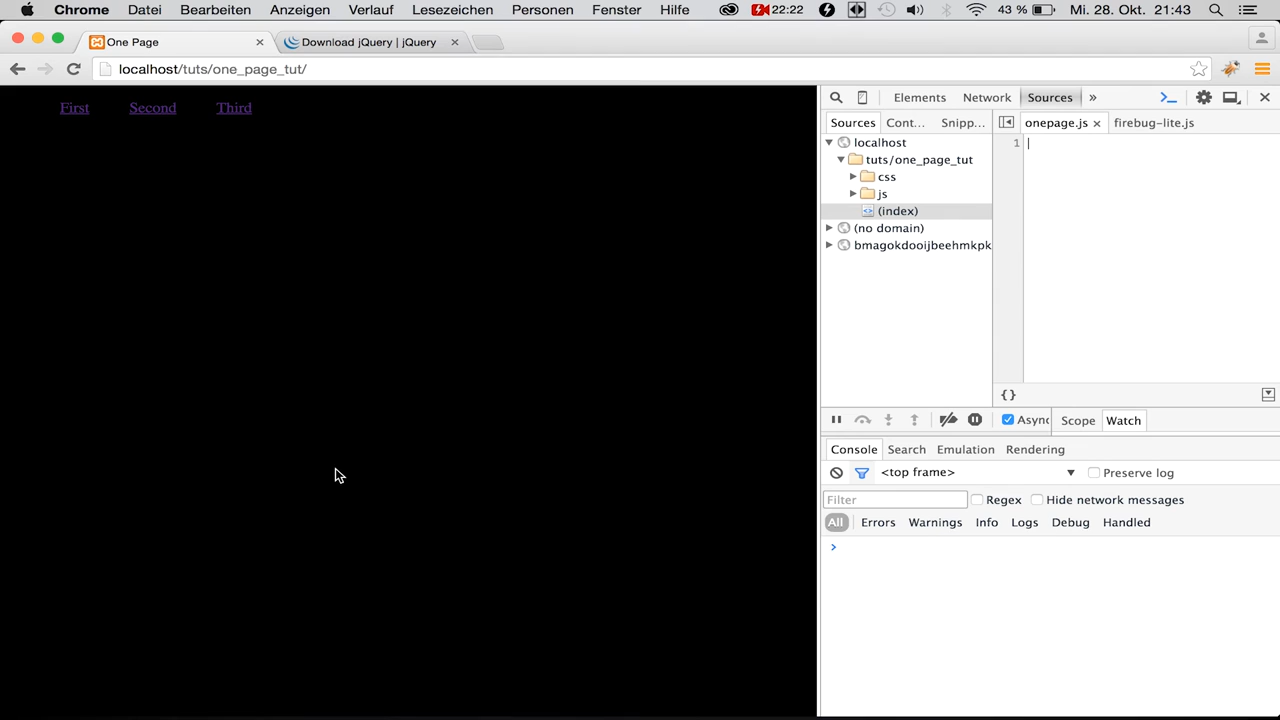 Chrome Datei Bearbeiten Anzeigen Verlauf Lesezeichen Personen Fenster Hilfe 22:22 43 % Mi. 28. Okt. 21:43
One Page Download jQuery | jQuery
localhost/tuts/one_page_tut/
First Second Third
Elements Network Sources »
Sources Cont... Snipp... onepage.js firebug-lite.js
localhost 1
tuts/one_page_tut
css
js
(index)
(no domain)
bmagokdooijbeehmkpk
{}
Async Scope Watch
Console Search Emulation Rendering
<top frame> Preserve log
Filter Regex Hide network messages
All Errors Warnings Info Logs Debug Handled
>